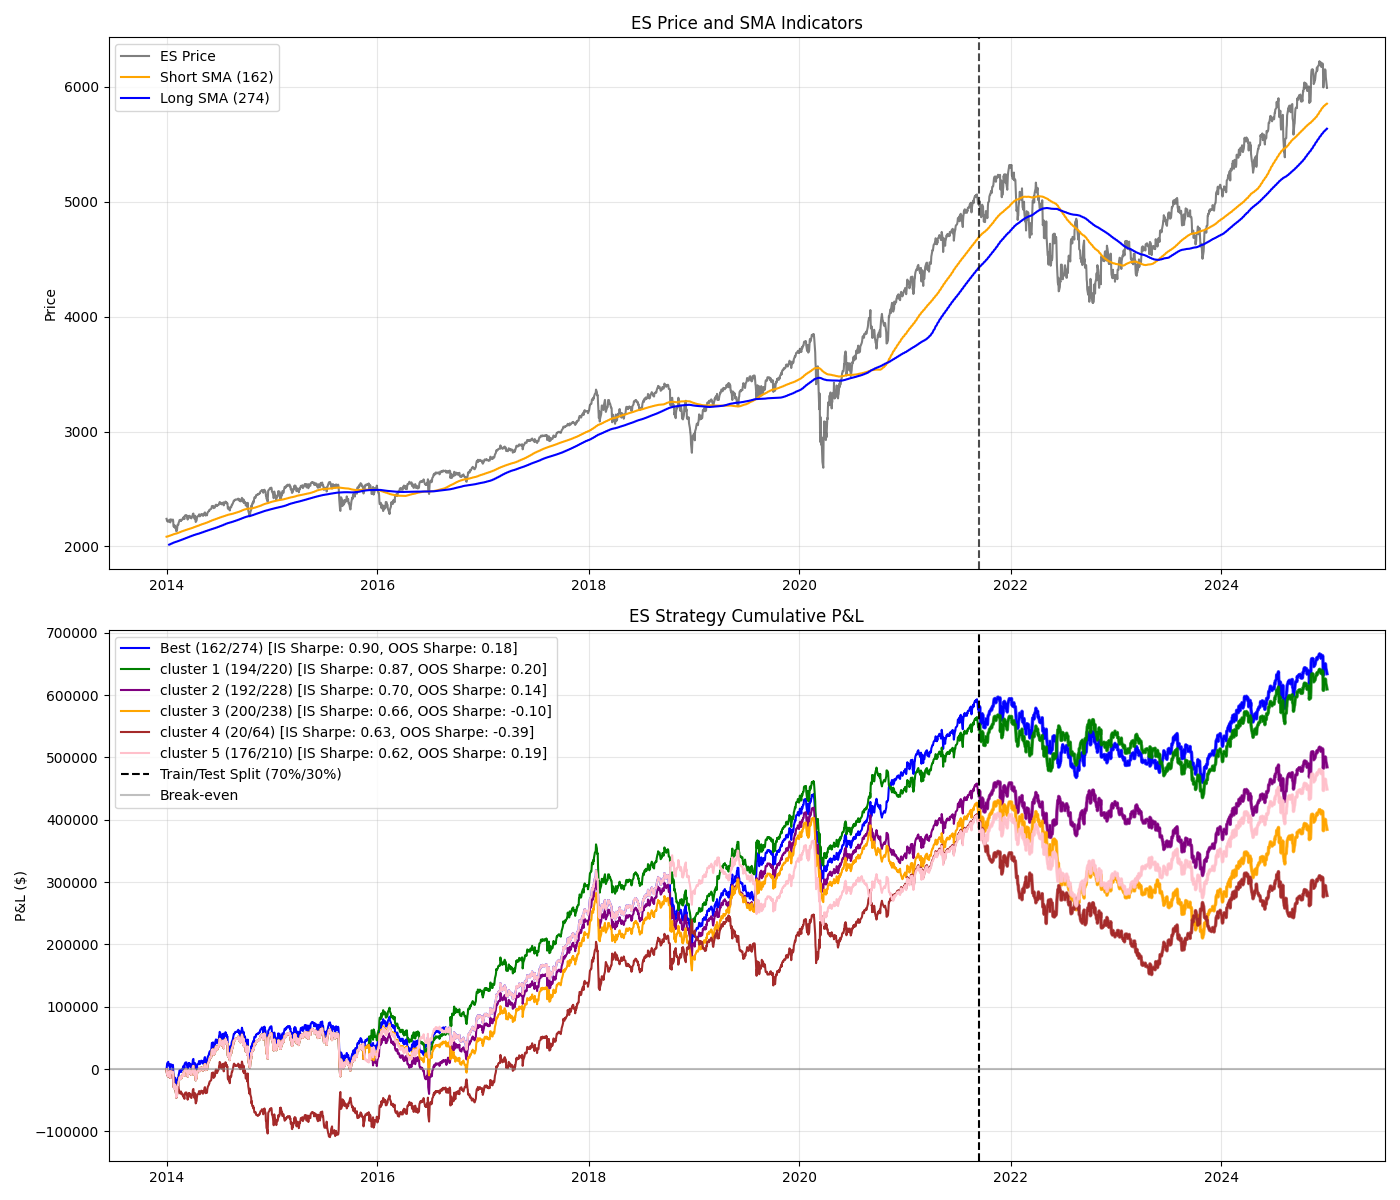 ES Price and SMA Indicators
ES Price
Short SMA (162)
Long SMA (274)
Price
6000
5000
4000
3000
2000
2014
2016
2018
2020
2022
2024
ES Strategy Cumulative P&L
Best (162/274) [IS Sharpe: 0.90, OOS Sharpe: 0.18]
cluster 1 (194/220) [IS Sharpe: 0.87, OOS Sharpe: 0.20]
cluster 2 (192/228) [IS Sharpe: 0.70, OOS Sharpe: 0.14]
cluster 3 (200/238) [IS Sharpe: 0.66, OOS Sharpe: -0.10]
cluster 4 (20/64) [IS Sharpe: 0.63, OOS Sharpe: -0.39]
cluster 5 (176/210) [IS Sharpe: 0.62, OOS Sharpe: 0.19]
Train/Test Split (70%/30%)
Break-even
P&L ($)
700000
600000
500000
400000
300000
200000
100000
0
−100000
2014
2016
2018
2020
2022
2024